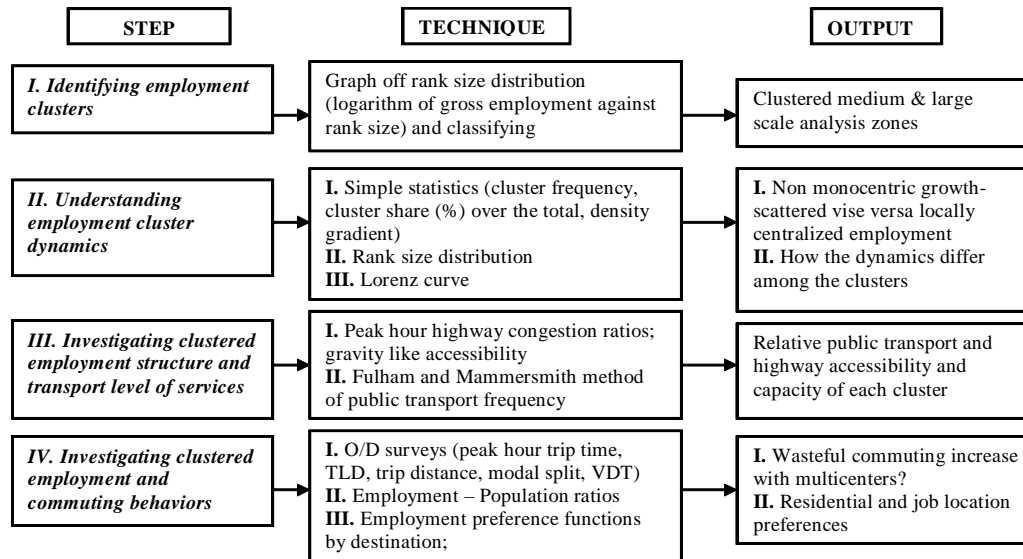 STEP
TECHNIQUE
OUTPUT
I. Identifying employment
clusters
Graph off rank size distribution
(logarithm of gross employment against
rank size) and classifying
Clustered medium & large
scale analysis zones
II. Understanding
employment cluster
dynamics
I. Simple statistics (cluster frequency,
cluster share (%) over the total, density
gradient)
II. Rank size distribution
III. Lorenz curve
I. Non monocentric growth-
scattered vise versa locally
centralized employment
II. How the dynamics differ
among the clusters
III. Investigating clustered
employment structure and
transport level of services
I. Peak hour highway congestion ratios;
gravity like accessibility
II. Fulham and Mammersmith method
of public transport frequency
Relative public transport and
highway accessibility and
capacity of each cluster
IV. Investigating clustered
employment and
commuting behaviors
I. O/D surveys (peak hour trip time,
TLD, trip distance, modal split, VDT)
II. Employment – Population ratios
III. Employment preference functions
by destination;
I. Wasteful commuting increase
with multicenters?
II. Residential and job location
preferences